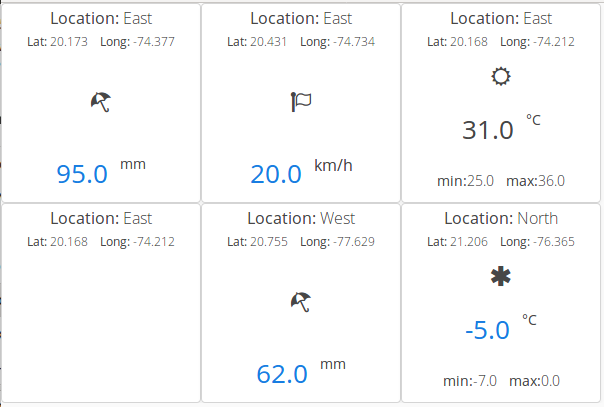 Location: East
Lat: 20.173 Long: -74.377
95.0 mm
Location: East
Lat: 20.431 Long: -74.734
20.0 km/h
Location: East
Lat: 20.168 Long: -74.212
31.0 °C
min:25.0 max:36.0
Location: East
Lat: 20.168 Long: -74.212
Location: West
Lat: 20.755 Long: -77.629
62.0 mm
Location: North
Lat: 21.206 Long: -76.365
-5.0 °C
min:-7.0 max:0.0